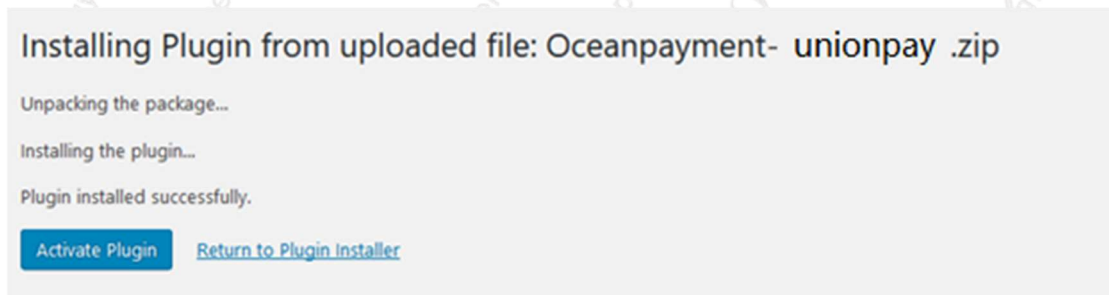 Installing Plugin from uploaded file: Oceanpayment- unionpay .zip
Unpacking the package...
Installing the plugin...
Plugin installed successfully.
Activate Plugin Return to Plugin Installer